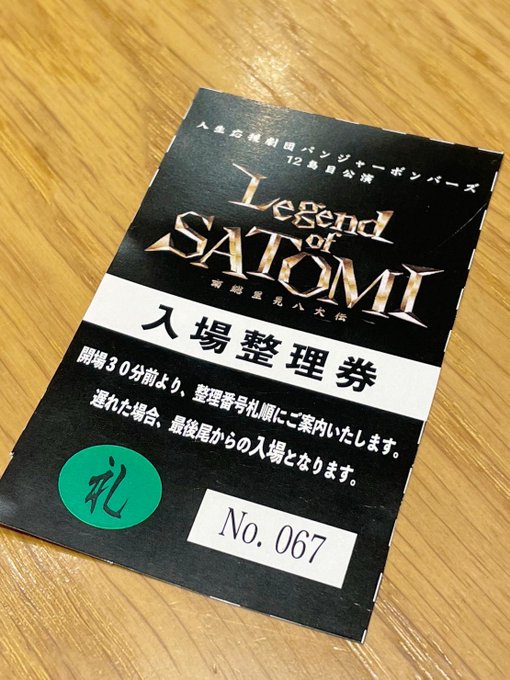 人生応援劇団パンジャーボンバーズ
12島目公演
Legend
of
SATOMI
南総里見八犬伝
入場整理券
開場30分前より、整理番号札順にご案内いたします。
遅れた場合、最後尾からの入場となります。
礼
No. 067